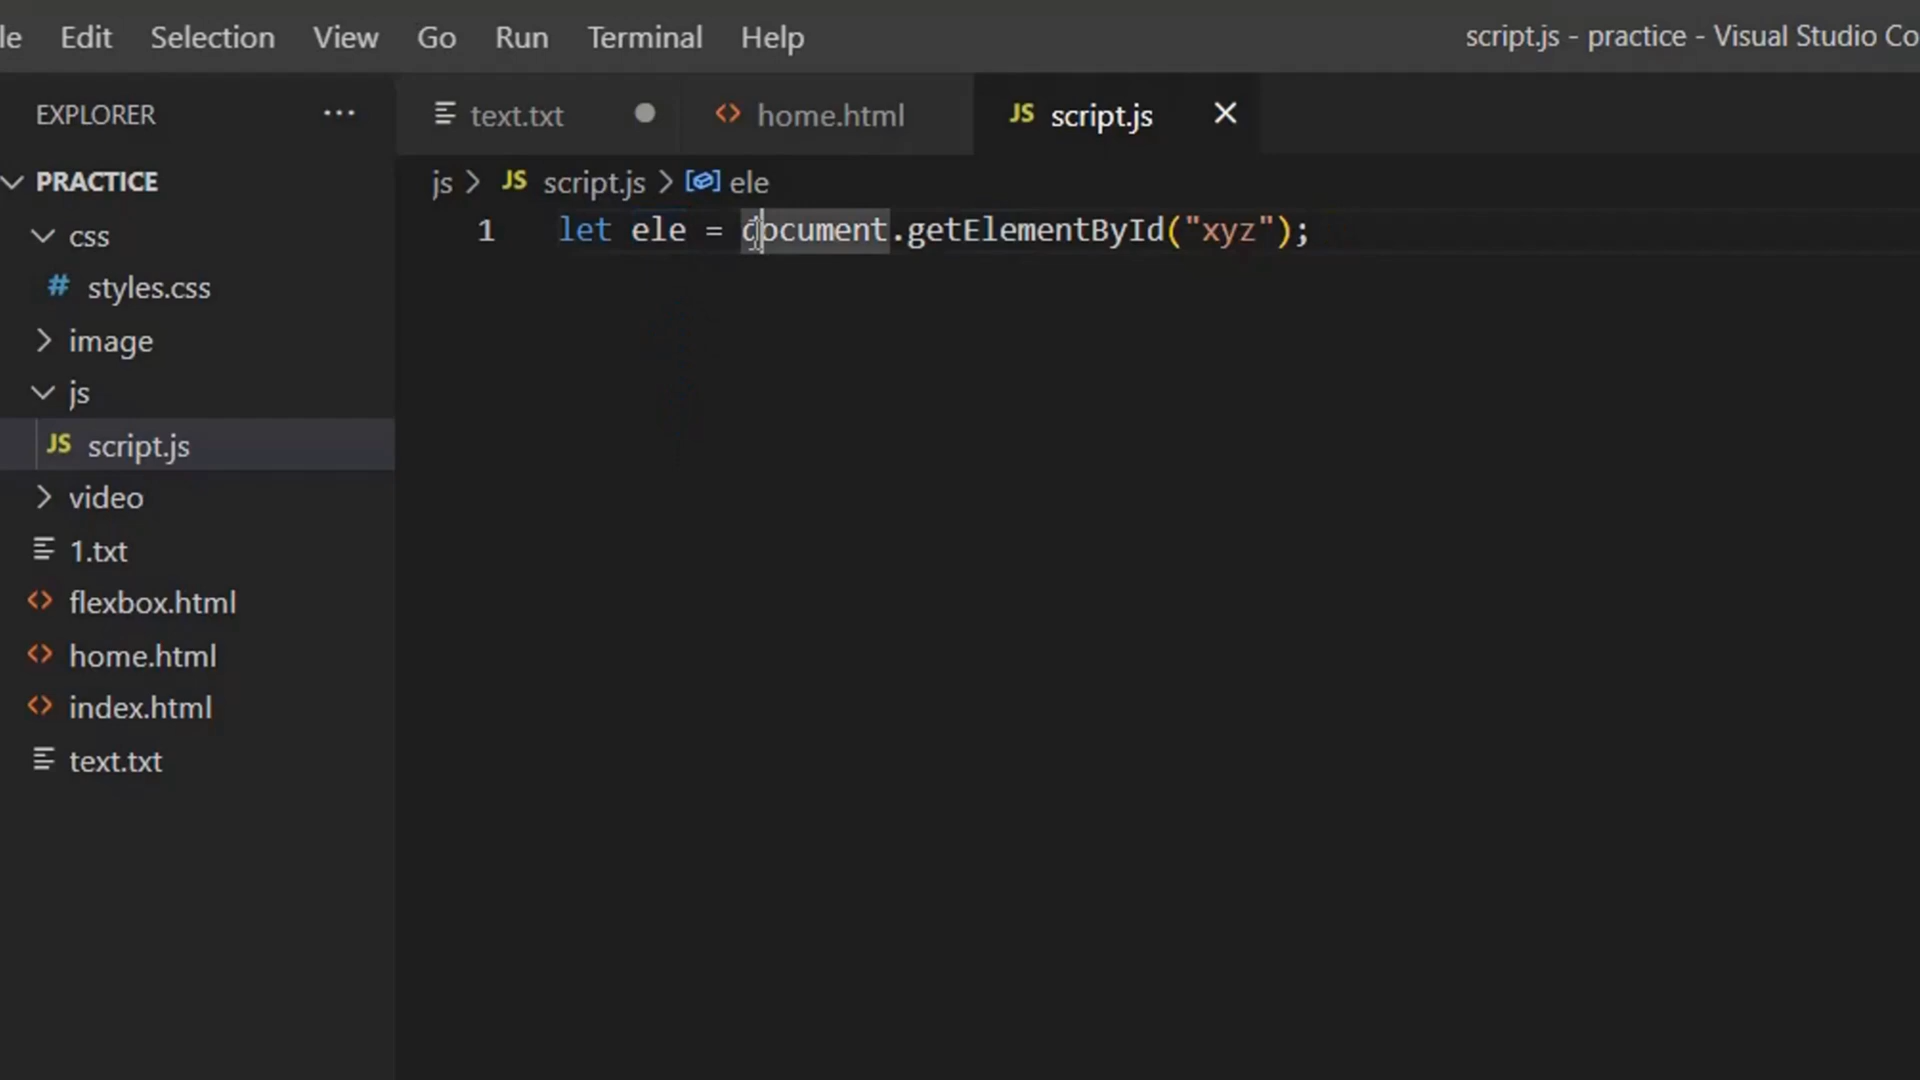 le Edit Selection View Go Run Terminal Help script.js - practice - Visual Studio Co
EXPLORER ··· text.txt home.html JS script.js
PRACTICE
js > JS script.js > ele
1 let ele = document.getElementById("xyz");
css
# styles.css
image
js
JS script.js
video
1.txt
flexbox.html
home.html
index.html
text.txt